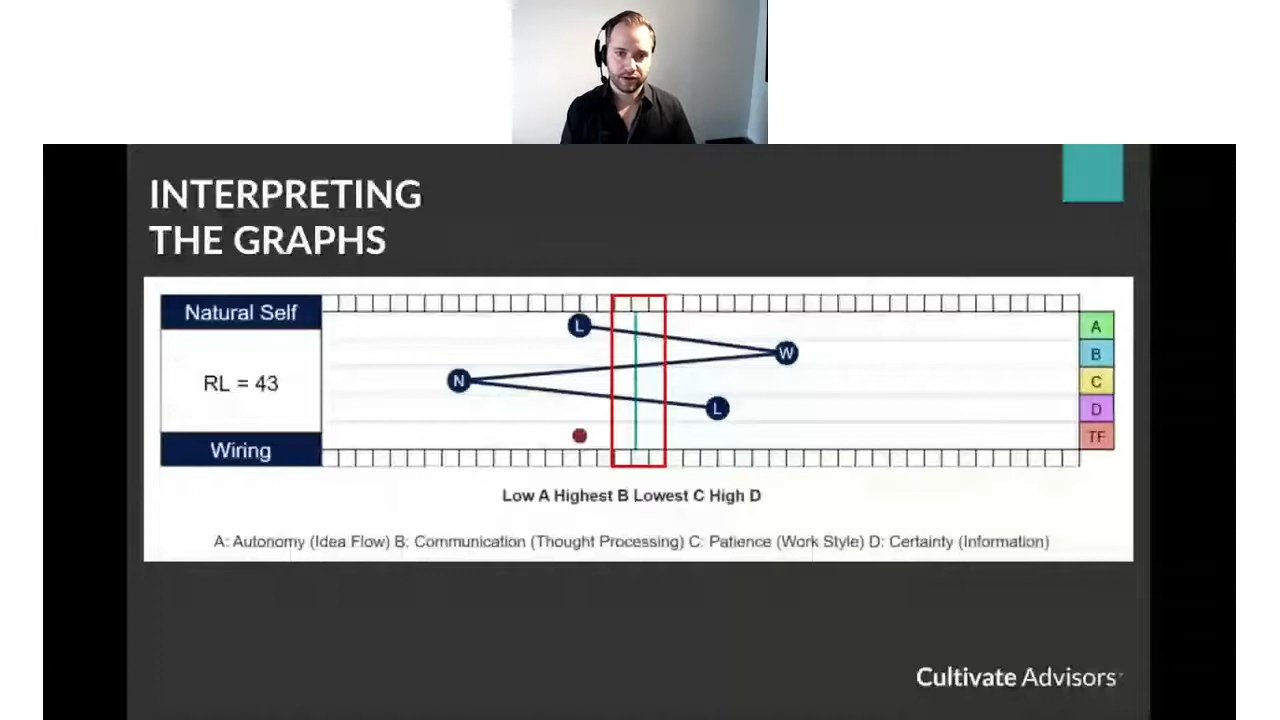 INTERPRETING
THE GRAPHS
Natural Self
RL = 43
Wiring
L
W
N
L
A
B
C
D
TF
Low A Highest B Lowest C High D
A: Autonomy (Idea Flow) B: Communication (Thought Processing) C: Patience (Work Style) D: Certainty (Information)
Cultivate Advisors